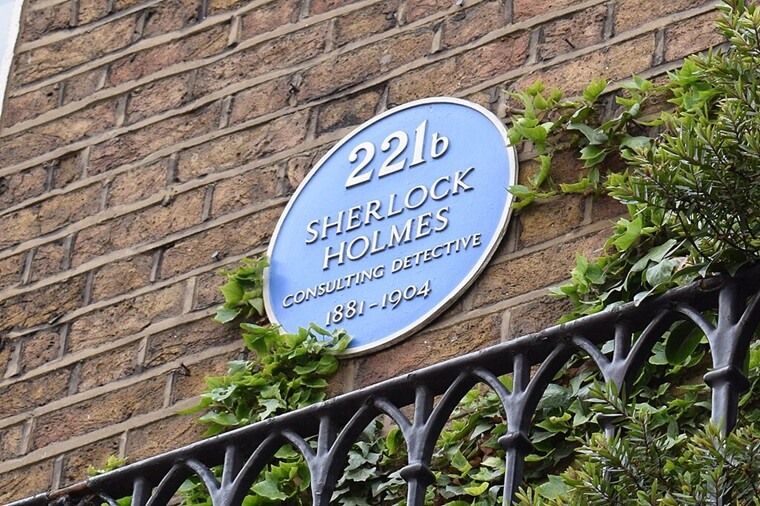 221b
SHERLOCK
HOLMES
CONSULTING DETECTIVE
1881-1904